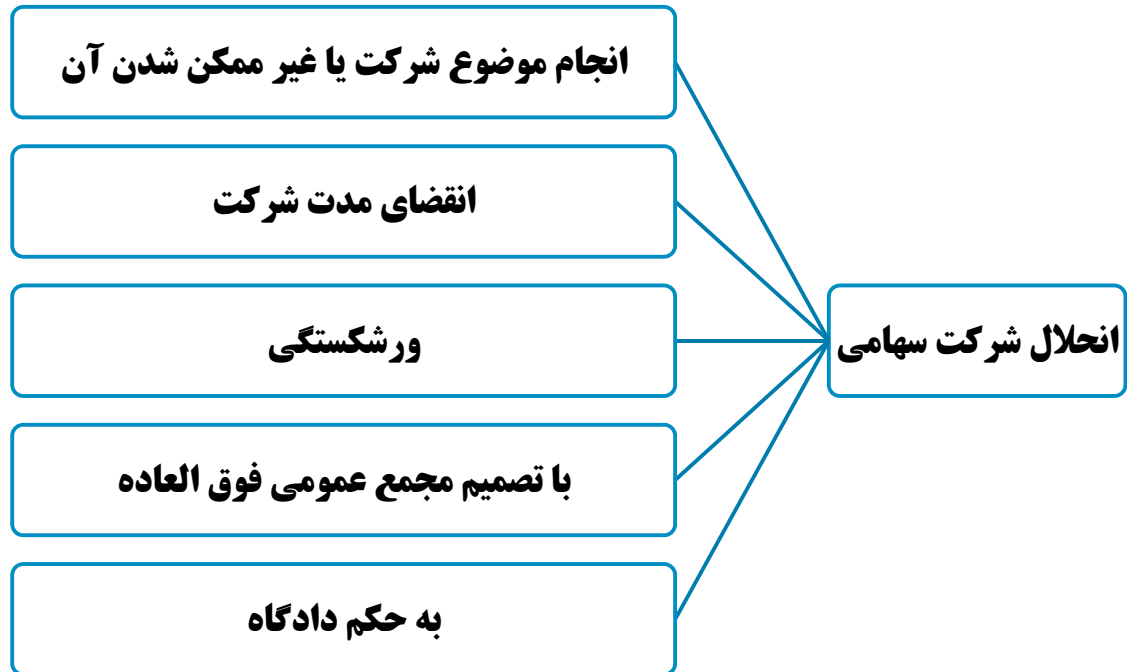 انحلال شرکت سهامی
انجام موضوع شرکت یا غیر ممکن شدن آن
انقضای مدت شرکت
ورشکستگی
با تصمیم مجمع عمومی فوق العاده
به حکم دادگاه